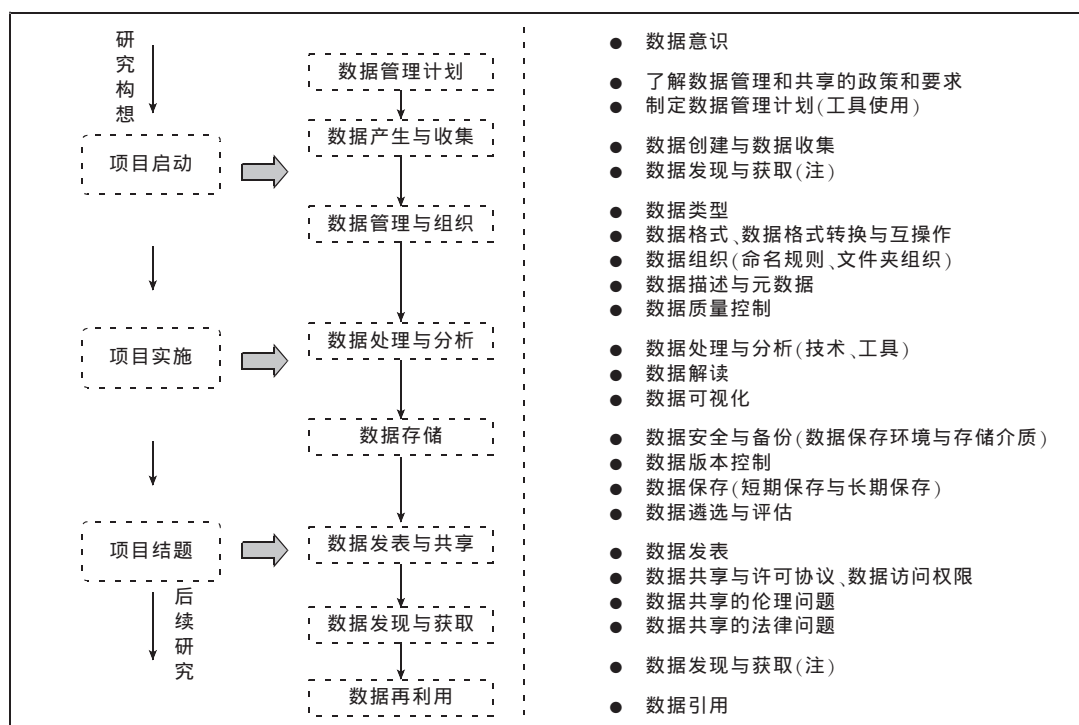 研究构想
项目启动
项目实施
项目结题
后续研究
数据管理计划
数据产生与收集
数据管理与组织
数据处理与分析
数据存储
数据发表与共享
数据发现与获取
数据再利用
● 数据意识
● 了解数据管理和共享的政策和要求
● 制定数据管理计划(工具使用)
● 数据创建与数据收集
● 数据发现与获取(注)
● 数据类型
● 数据格式、数据格式转换与互操作
● 数据组织(命名规则、文件夹组织)
● 数据描述与元数据
● 数据质量控制
● 数据处理与分析(技术、工具)
● 数据解读
● 数据可视化
● 数据安全与备份(数据保存环境与存储介质)
● 数据版本控制
● 数据保存(短期保存与长期保存)
● 数据遴选与评估
● 数据发表
● 数据共享与许可协议、数据访问权限
● 数据共享的伦理问题
● 数据共享的法律问题
● 数据发现与获取(注)
● 数据引用